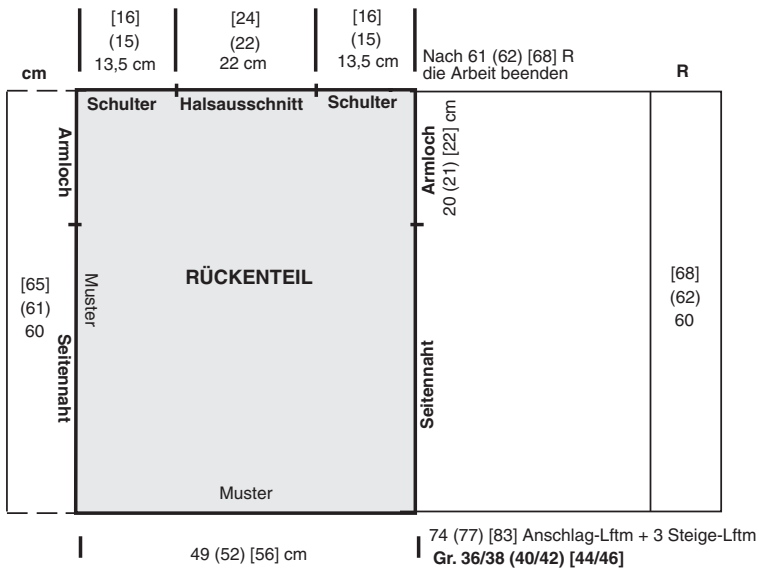 [16] [24] [16]
(15) (22) (15)
13,5 cm 22 cm 13,5 cm
Nach 61 (62) [68] R
die Arbeit beenden
cm
R
Schulter Halsausschnitt Schulter
Armloch
Armloch
20 (21) [22] cm
RÜCKENTEIL
Muster
[65]
(61)
60
[68]
(62)
60
Seitennaht
Seitennaht
Muster
74 (77) [83] Anschlag-Lftm + 3 Steige-Lftm
49 (52) [56] cm
Gr. 36/38 (40/42) [44/46]